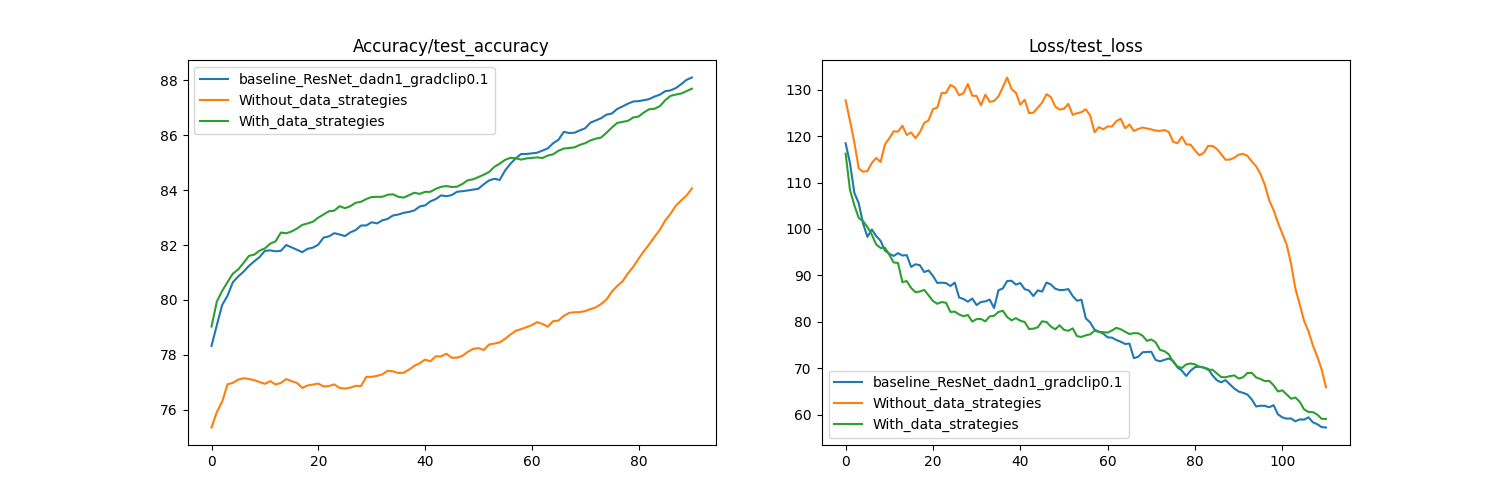 Accuracy/test_accuracy
baseline_ResNet_dadn1_gradclip0.1
Without_data_strategies
With_data_strategies
88
86
84
82
80
78
76
0 20 40 60 80
Loss/test_loss
130
120
110
100
90
80
70
60
baseline_ResNet_dadn1_gradclip0.1
Without_data_strategies
With_data_strategies
0 20 40 60 80 100